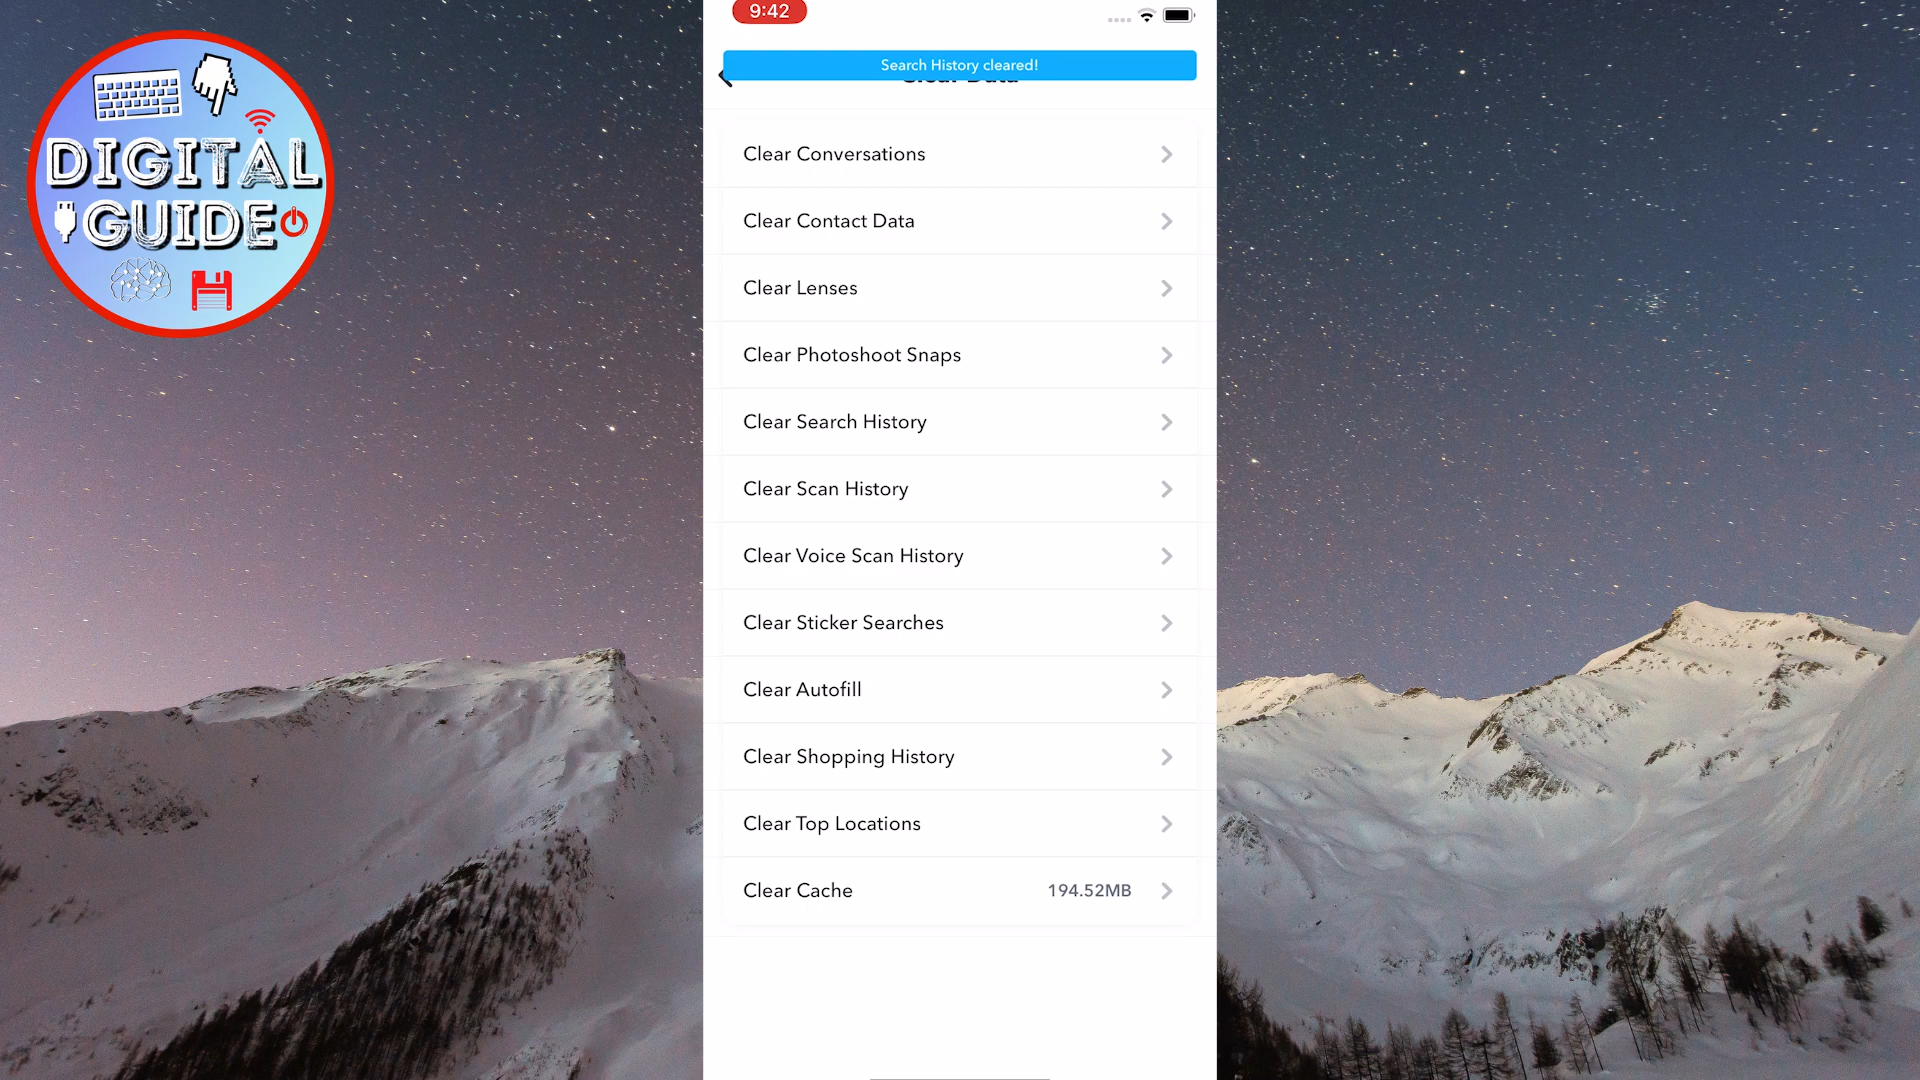 DIGITAL
GUIDE
9:42
Search History cleared!
Clear Data
Clear Conversations
Clear Contact Data
Clear Lenses
Clear Photoshoot Snaps
Clear Search History
Clear Scan History
Clear Voice Scan History
Clear Sticker Searches
Clear Autofill
Clear Shopping History
Clear Top Locations
Clear Cache 194.52MB